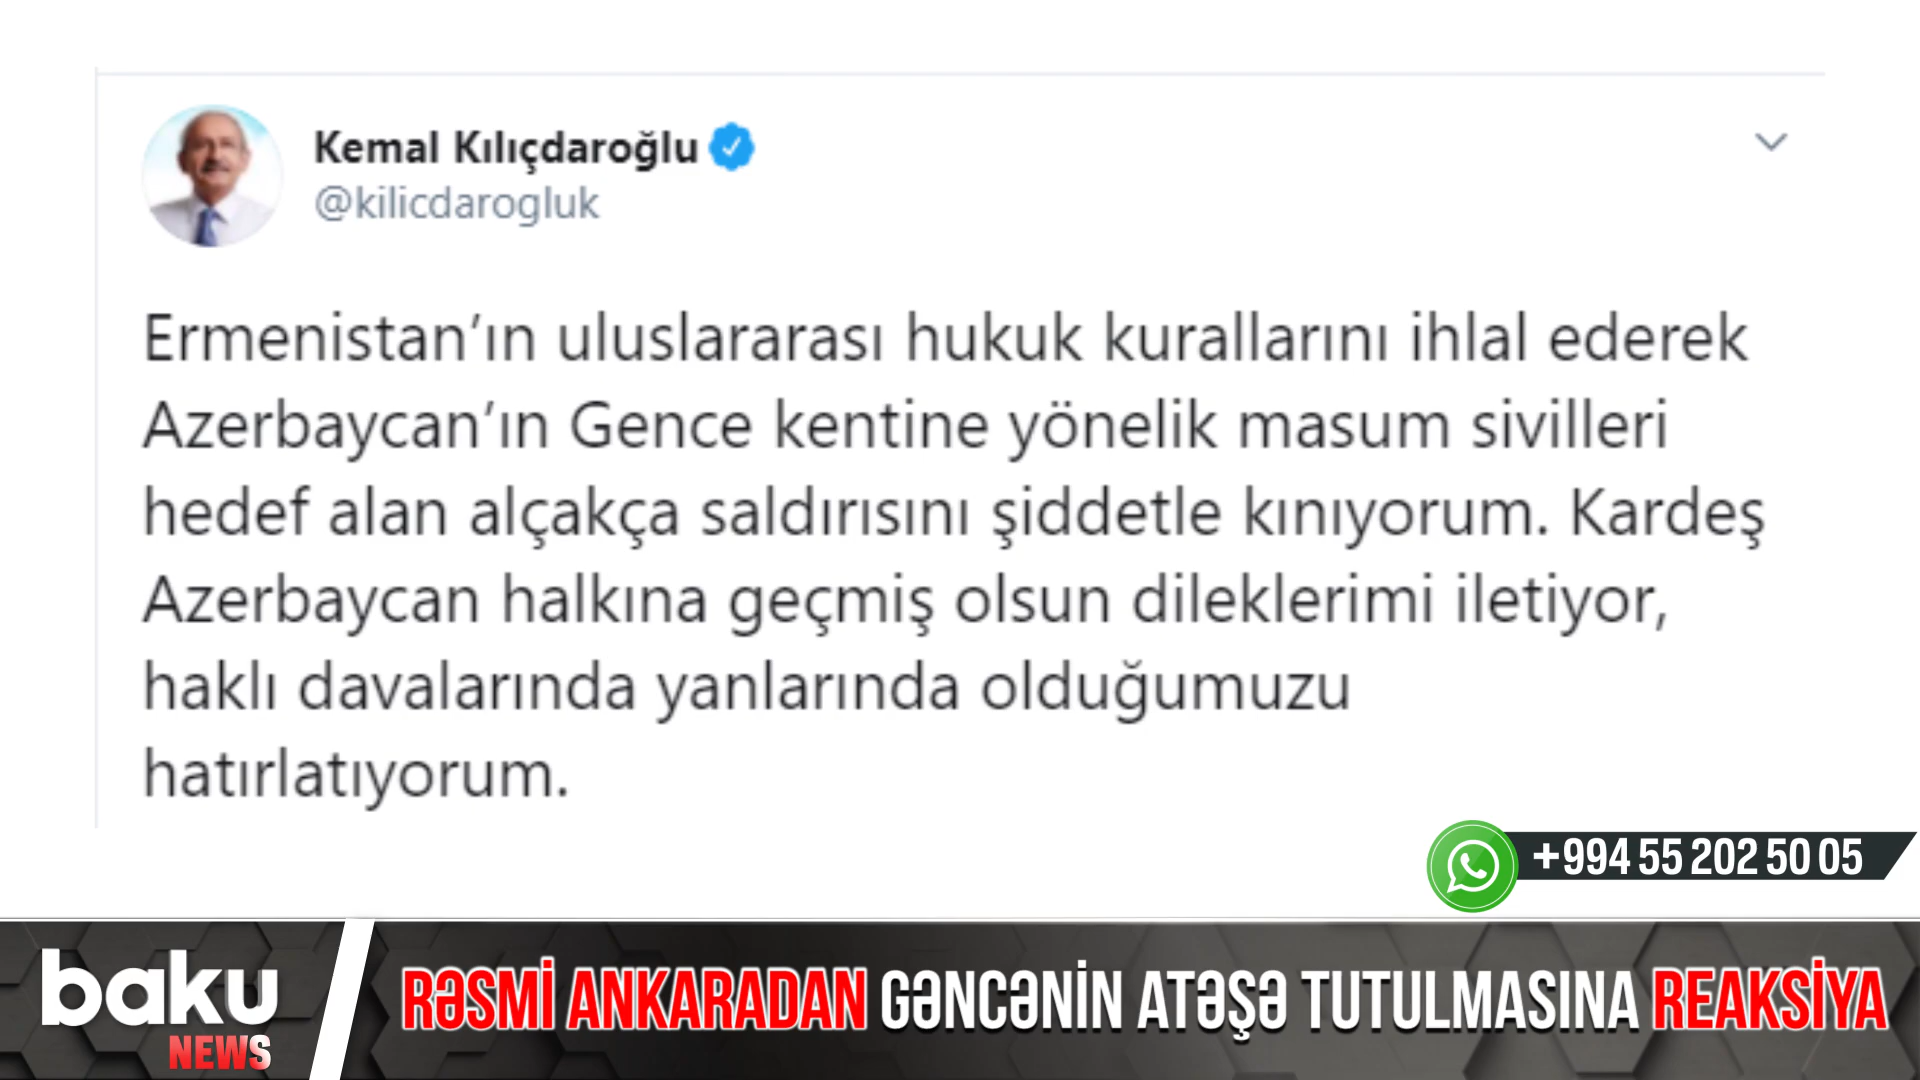 Kemal Kılıçdaroğlu
@kilicdarogluk
Ermenistan’ın uluslararası hukuk kurallarını ihlal ederek
Azerbaycan’ın Gence kentine yönelik masum sivilleri
hedef alan alçakça saldırısını şiddetle kınıyorum. Kardeş
Azerbaycan halkına geçmiş olsun dileklerimi iletiyor,
haklı davalarında yanlarında olduğumuzu
hatırlatıyorum.
+994 55 202 50 05
baku
NEWS
RƏSMİ ANKARADAN GƏNCƏNİN ATƏŞƏ TUTULMASINA REAKSİYA